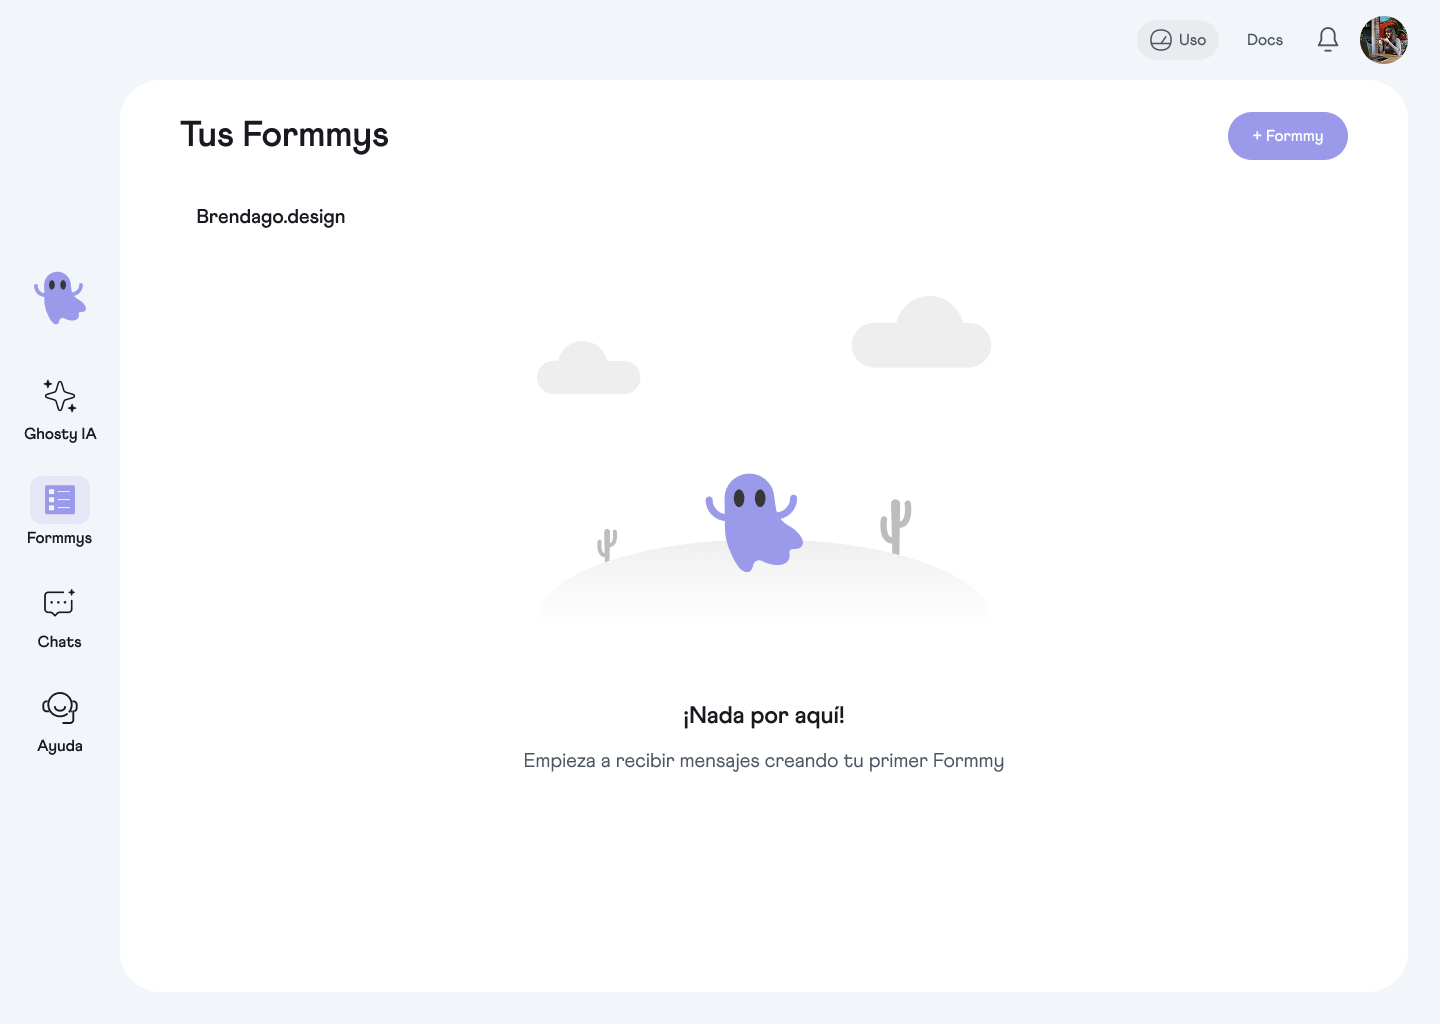 Uso
Docs
Tus Formmys
+ Formmy
Brendago.design
Ghosty IA
Formmys
Chats
Ayuda
¡Nada por aquí!
Empieza a recibir mensajes creando tu primer Formmy